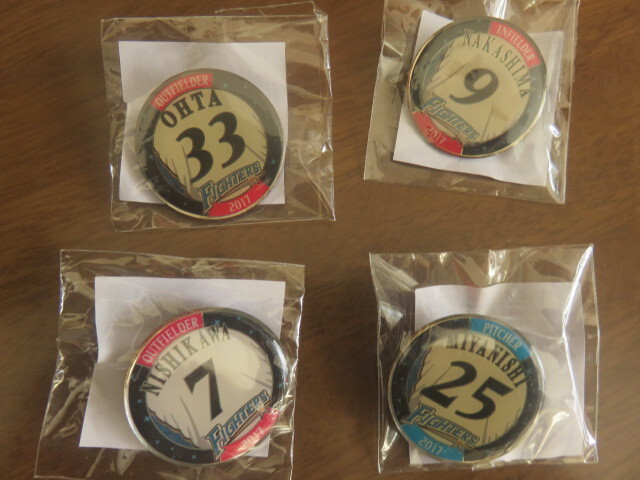 OUTFIELDER
OHTA
33
FIGHTERS
2017
INFIELDER
NAKASHIMA
9
FIGHTERS
2017
OUTFIELDER
NISHIKAWA
7
FIGHTERS
2017
PITCHER
MIYANISHI
25
FIGHTERS
2017